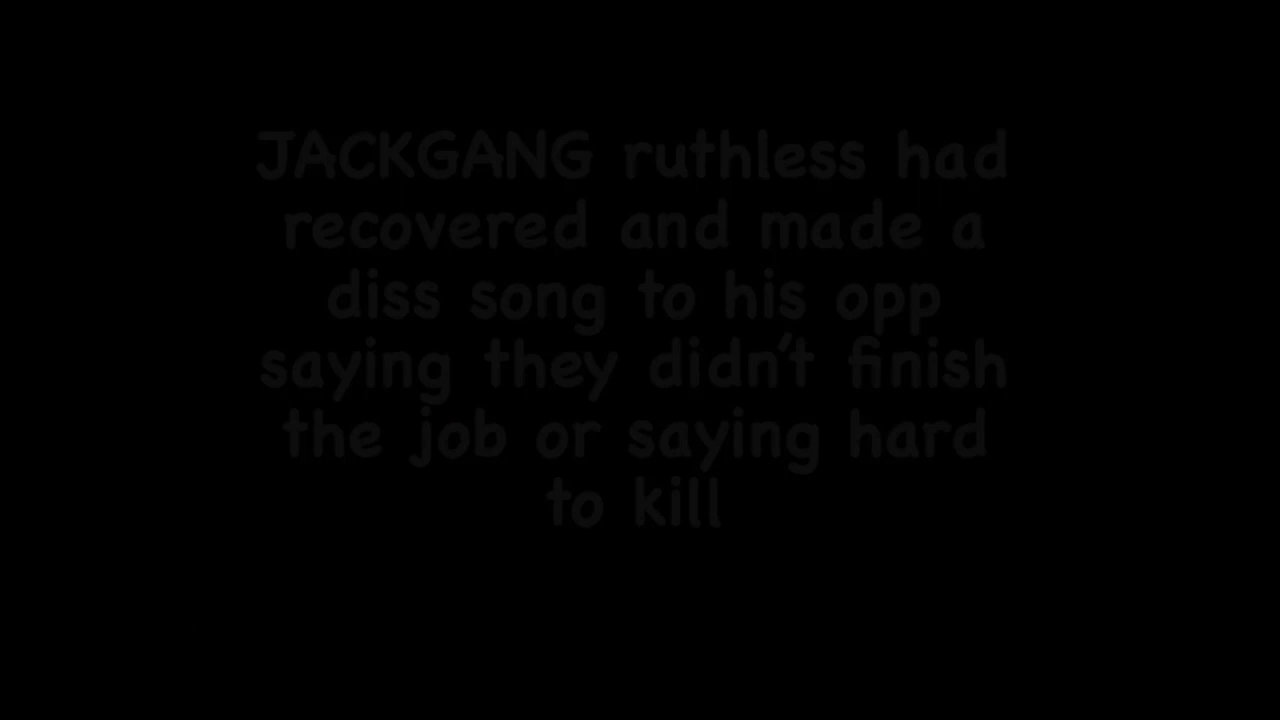 JACKGANG ruthless had
recovered and made a
diss song to his opp
saying they didn't finish
the job or saying hard
to kill